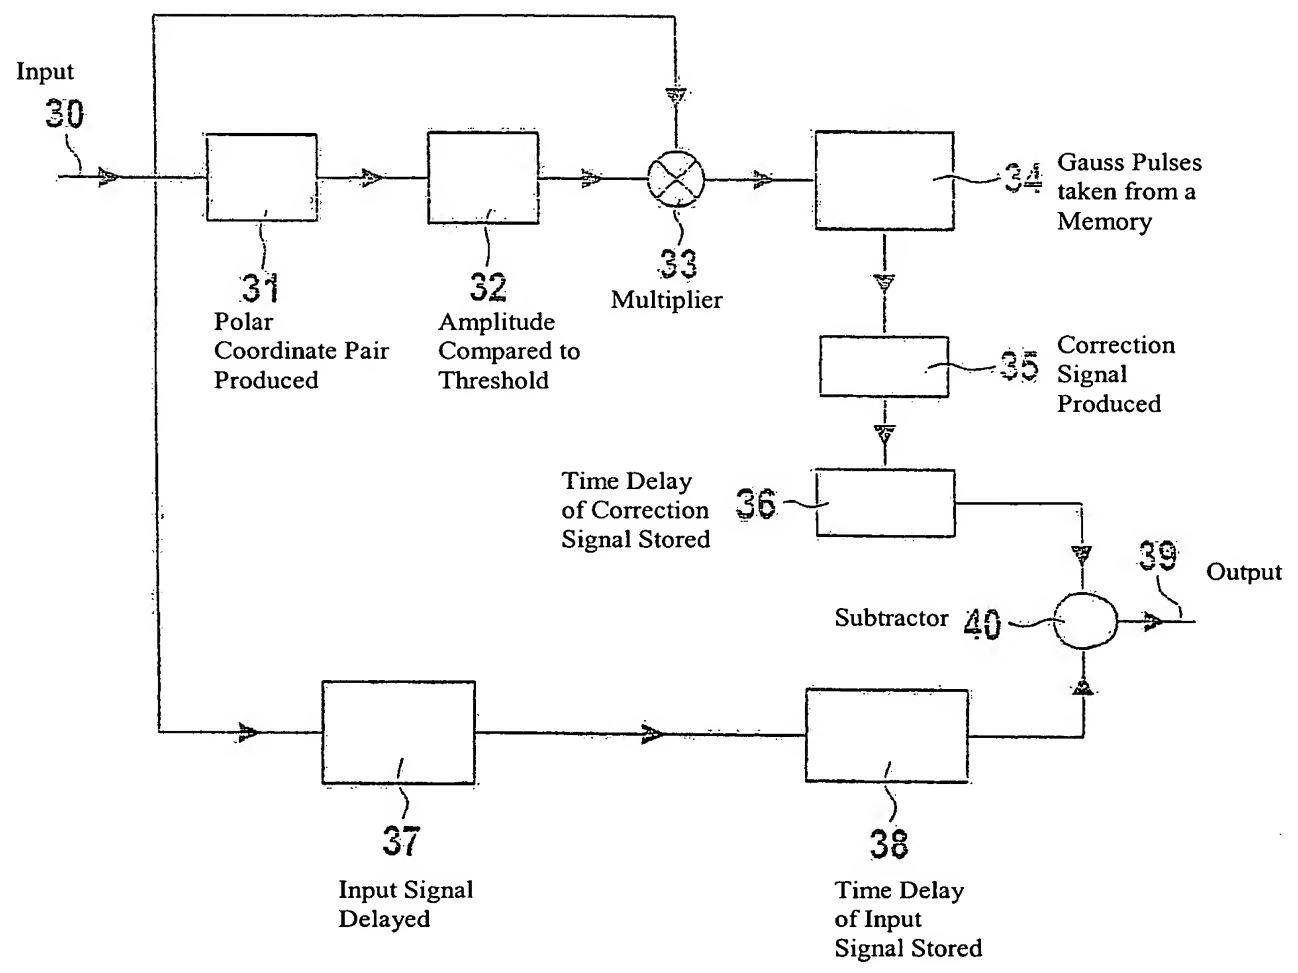 Input
30
31
Polar
Coordinate Pair
Produced
32
Amplitude
Compared to
Threshold
33
Multiplier
34
Gauss Pulses
taken from a
Memory
35
Correction
Signal
Produced
Time Delay
of Correction
Signal Stored
36
39
Output
Subtractor
40
37
Input Signal
Delayed
38
Time Delay
of Input
Signal Stored